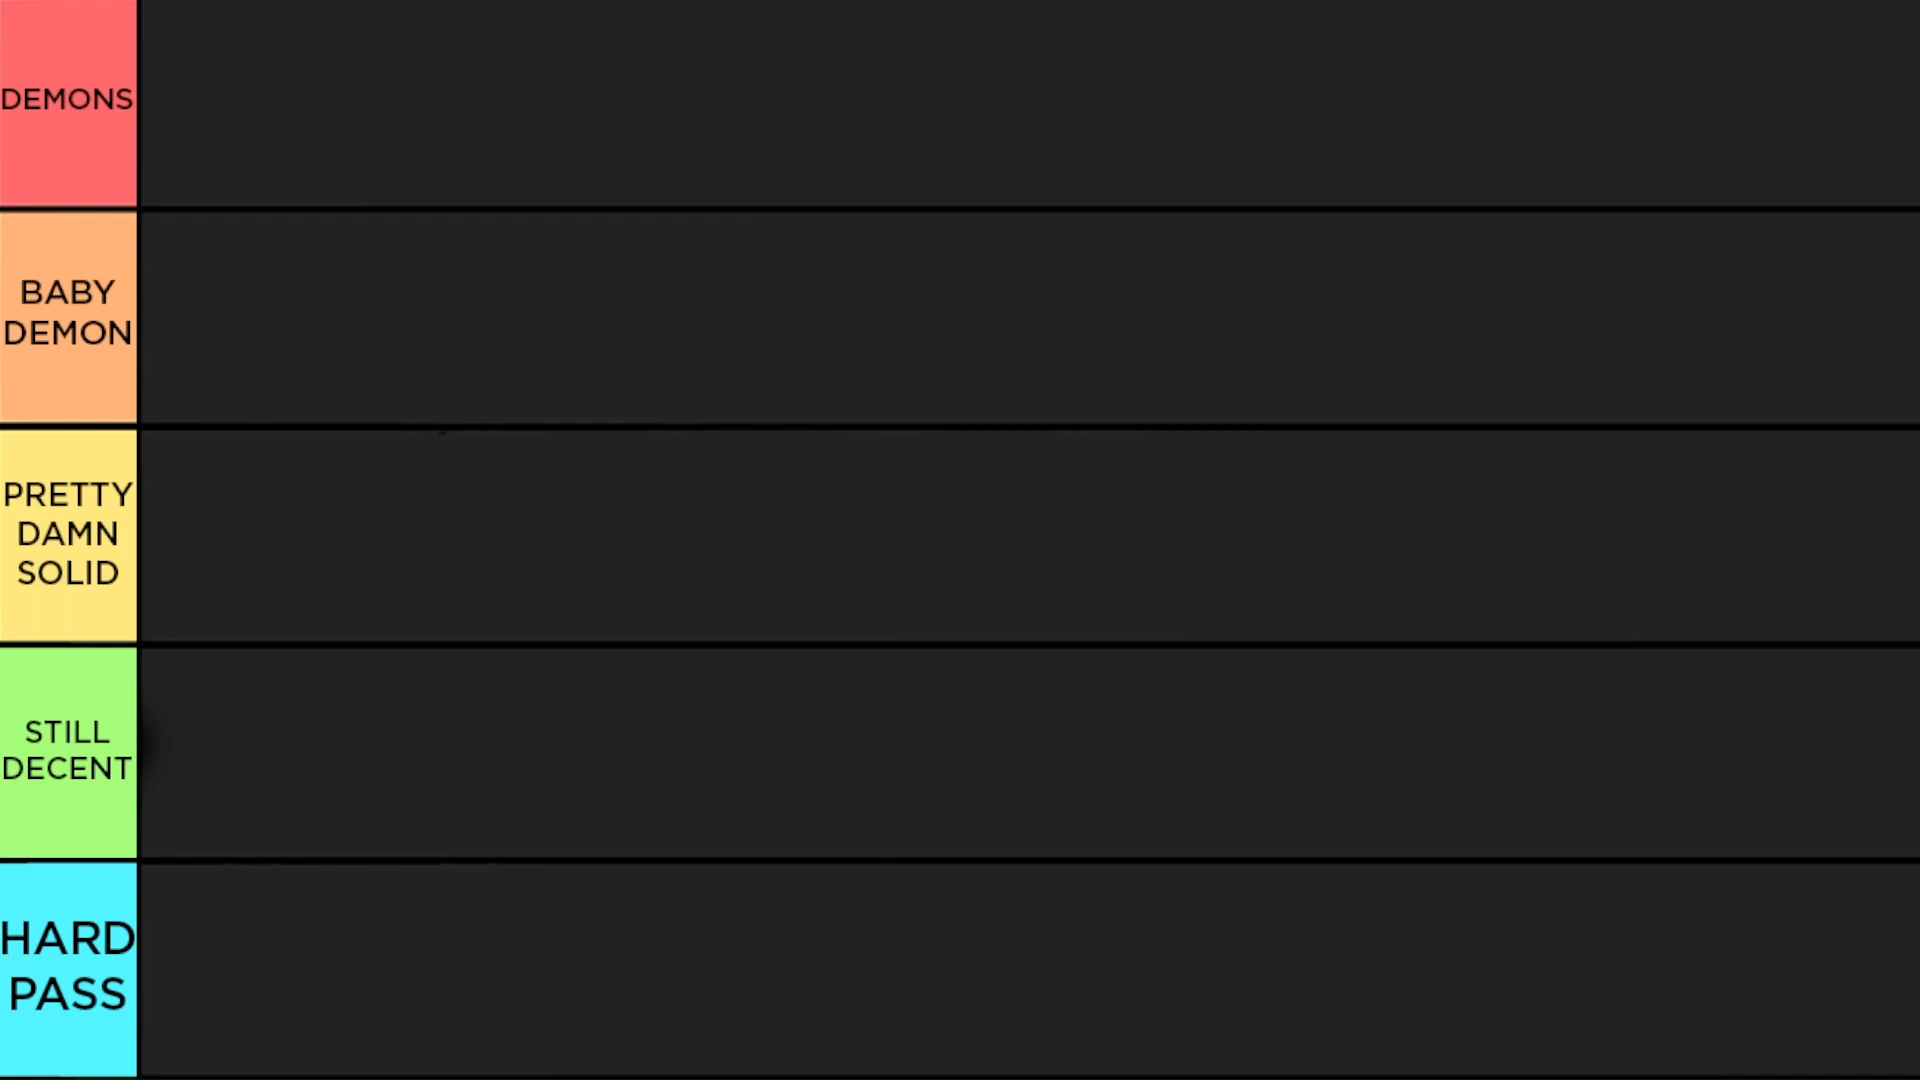 DEMONS
BABY
DEMON
PRETTY
DAMN
SOLID
STILL
DECENT
HARD
PASS